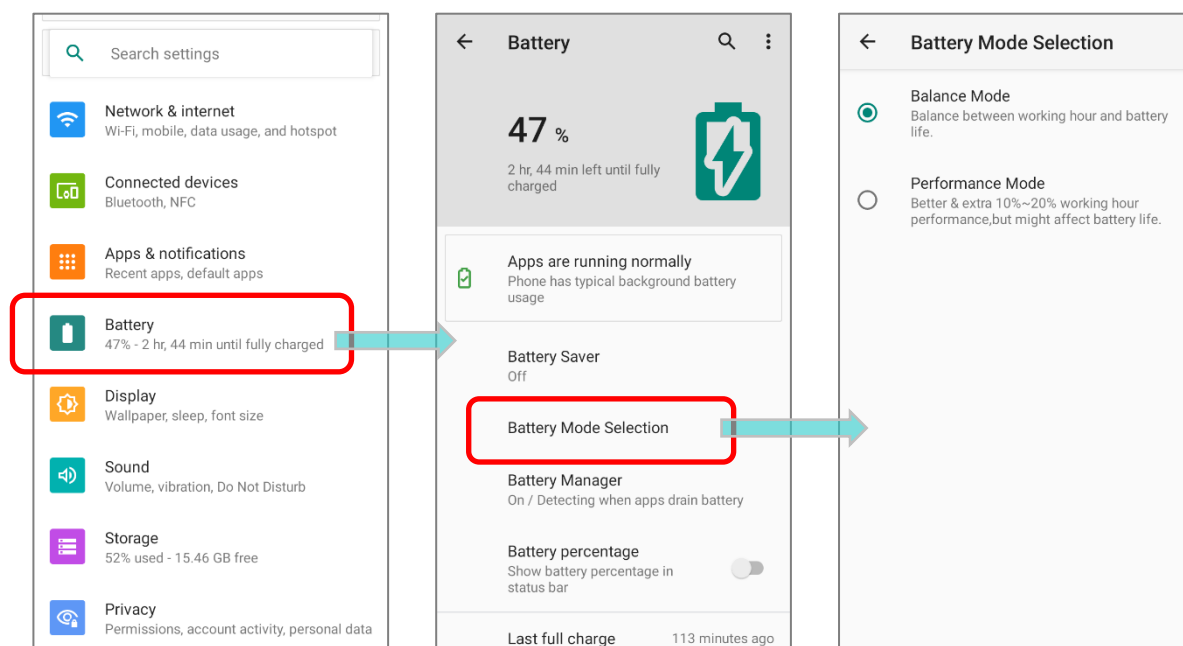 Search settings
Network & internet
Wi-Fi, mobile, data usage, and hotspot
Connected devices
Bluetooth, NFC
Apps & notifications
Recent apps, default apps
Battery
47% - 2 hr, 44 min until fully charged
Display
Wallpaper, sleep, font size
Sound
Volume, vibration, Do Not Disturb
Storage
52% used - 15.46 GB free
Privacy
Permissions, account activity, personal data
Battery
47 %
2 hr, 44 min left until fully
charged
Apps are running normally
Phone has typical background battery
usage
Battery Saver
Off
Battery Mode Selection
Battery Manager
On / Detecting when apps drain battery
Battery percentage
Show battery percentage in
status bar
Last full charge 113 minutes ago
Battery Mode Selection
Balance Mode
Balance between working hour and battery
life.
Performance Mode
Better & extra 10%~20% working hour
performance,but might affect battery life.